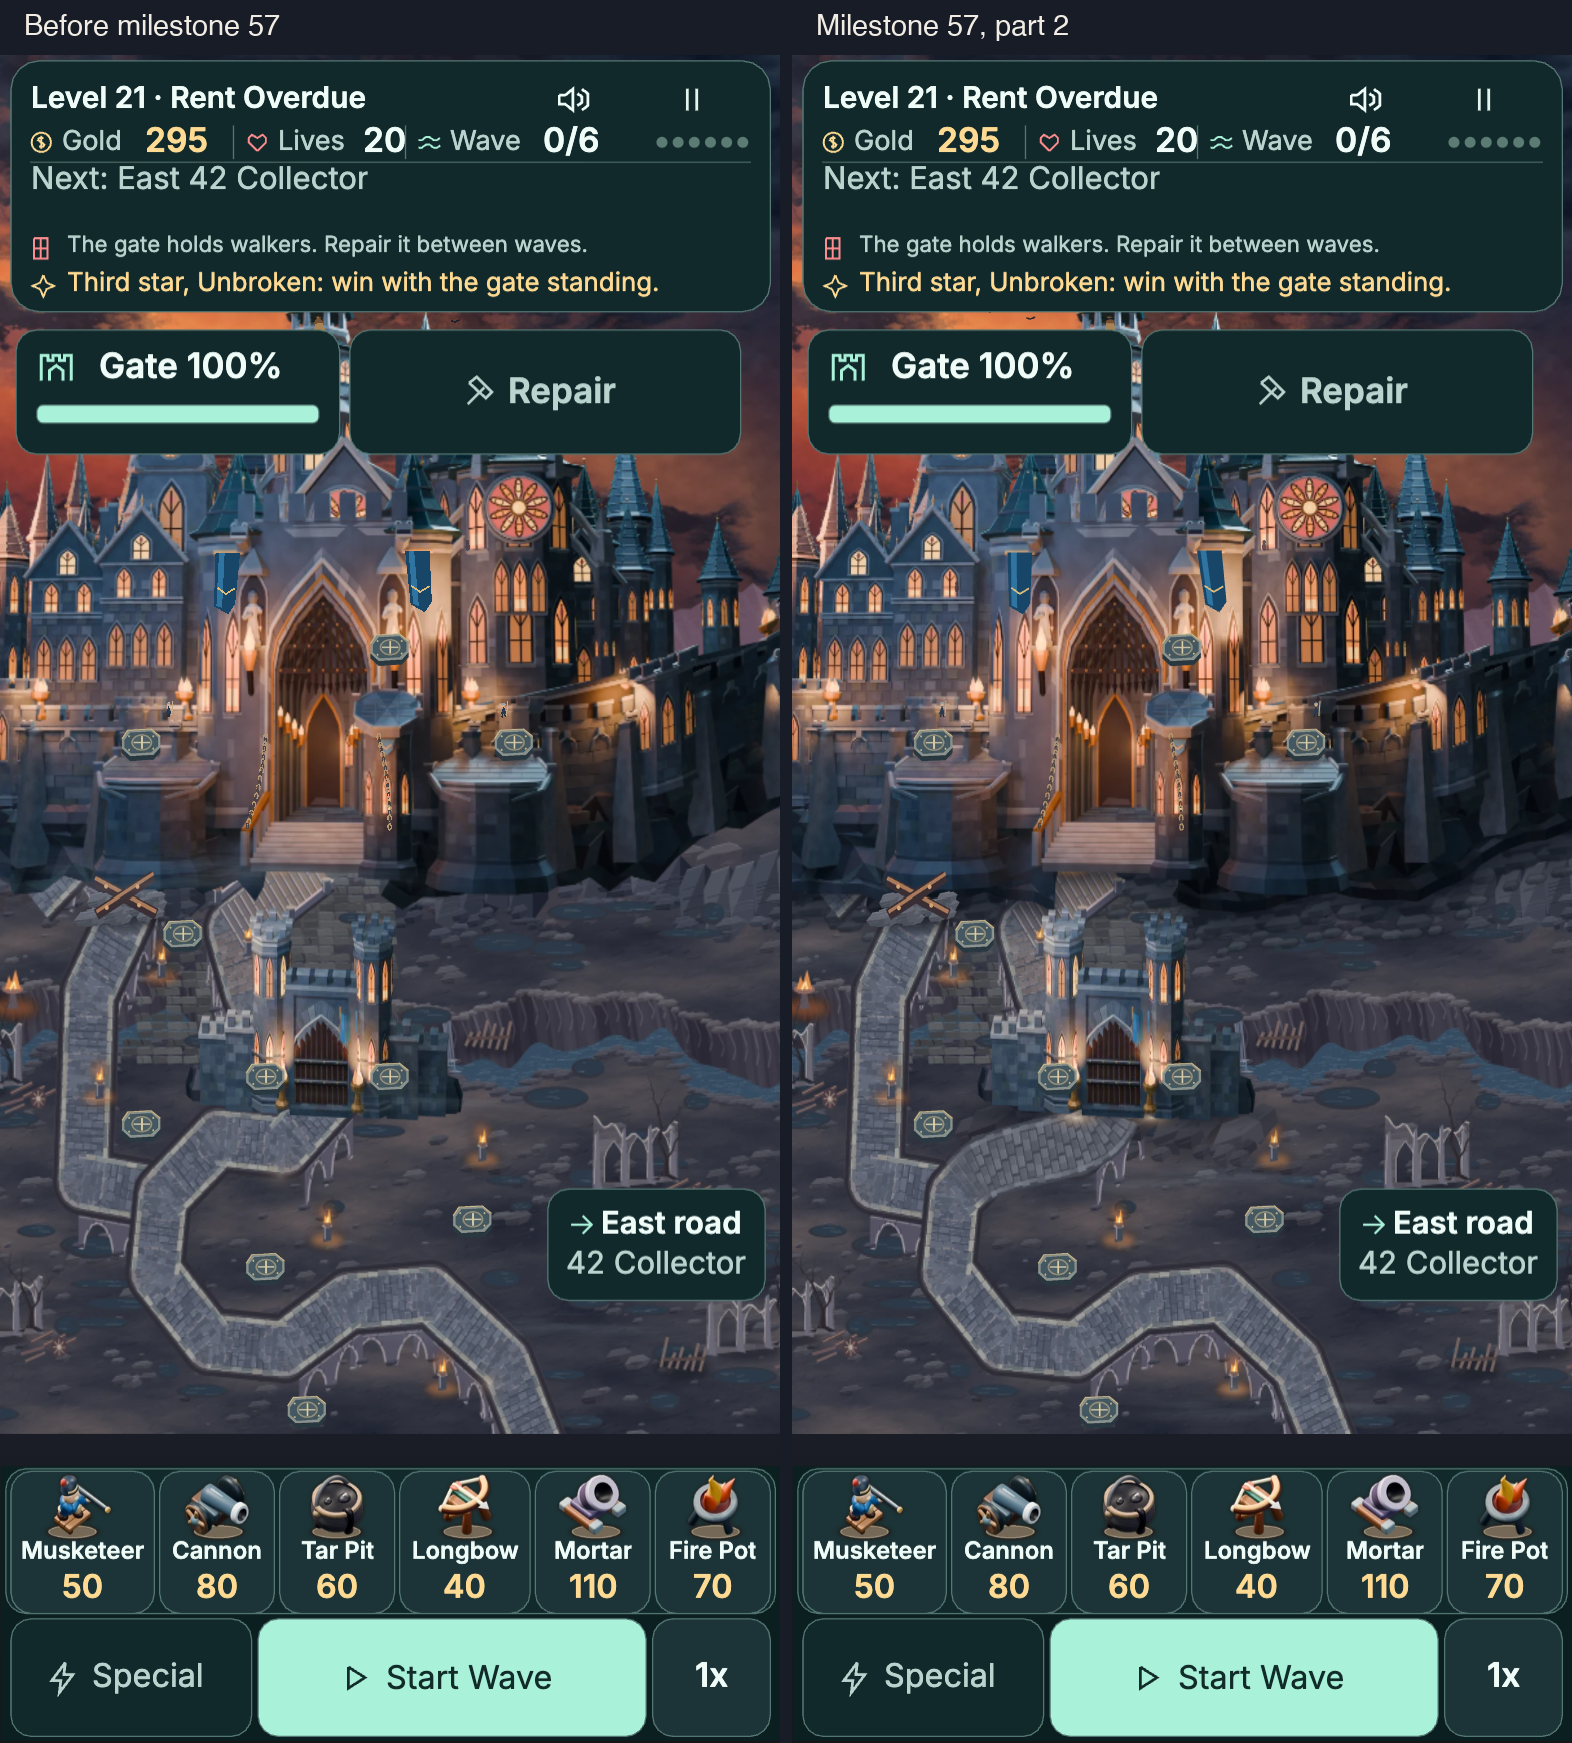 Before milestone 57
Level 21 · Rent Overdue
Gold 295 Lives 20 Wave 0/6
Next: East 42 Collector
The gate holds walkers. Repair it between waves.
Third star, Unbroken: win with the gate standing.
Gate 100%
Repair
East road
42 Collector
Musketeer Cannon Tar Pit Longbow Mortar Fire Pot
50 80 60 40 110 70
Special
Start Wave
1x
Milestone 57, part 2
Level 21 · Rent Overdue
Gold 295 Lives 20 Wave 0/6
Next: East 42 Collector
The gate holds walkers. Repair it between waves.
Third star, Unbroken: win with the gate standing.
Gate 100%
Repair
East road
42 Collector
Musketeer Cannon Tar Pit Longbow Mortar Fire Pot
50 80 60 40 110 70
Special
Start Wave
1x